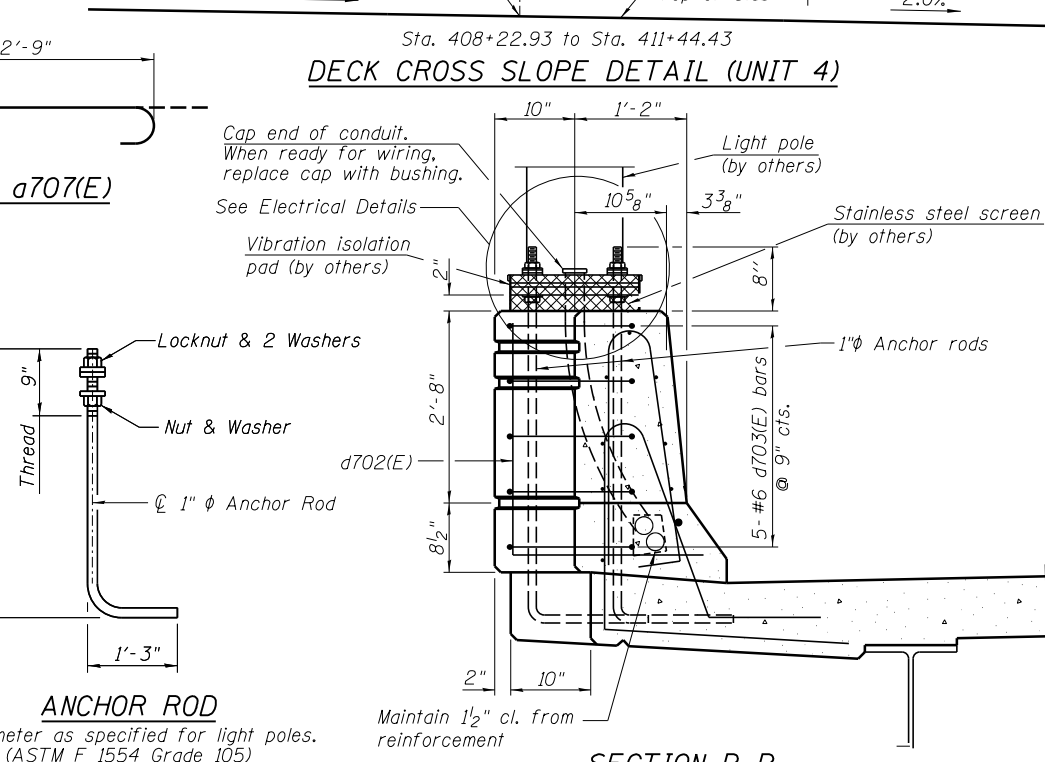 2.0%
Sta. 408+22.93 to Sta. 411+44.43
DECK CROSS SLOPE DETAIL (UNIT 4)
2'-9"
10"
1'-2"
Cap end of conduit.
When ready for wiring,
replace cap with bushing.
Light pole
(by others)
a707(E)
See Electrical Details
10 5/8"
3 3/8"
Stainless steel screen
(by others)
Vibration isolation
pad (by others)
2"
8"
Locknut & 2 Washers
1"ϕ Anchor rods
9"
Thread
Nut & Washer
2'-8"
5- #6 d703(E) bars
@ 9" cts.
d702(E)
℄ 1" ϕ Anchor Rod
8 1/2"
1'-3"
2"
10"
ANCHOR ROD
Maintain 1 1/2" cl. from
reinforcement
meter as specified for light poles.
(ASTM F 1554 Grade 105)
SECTION